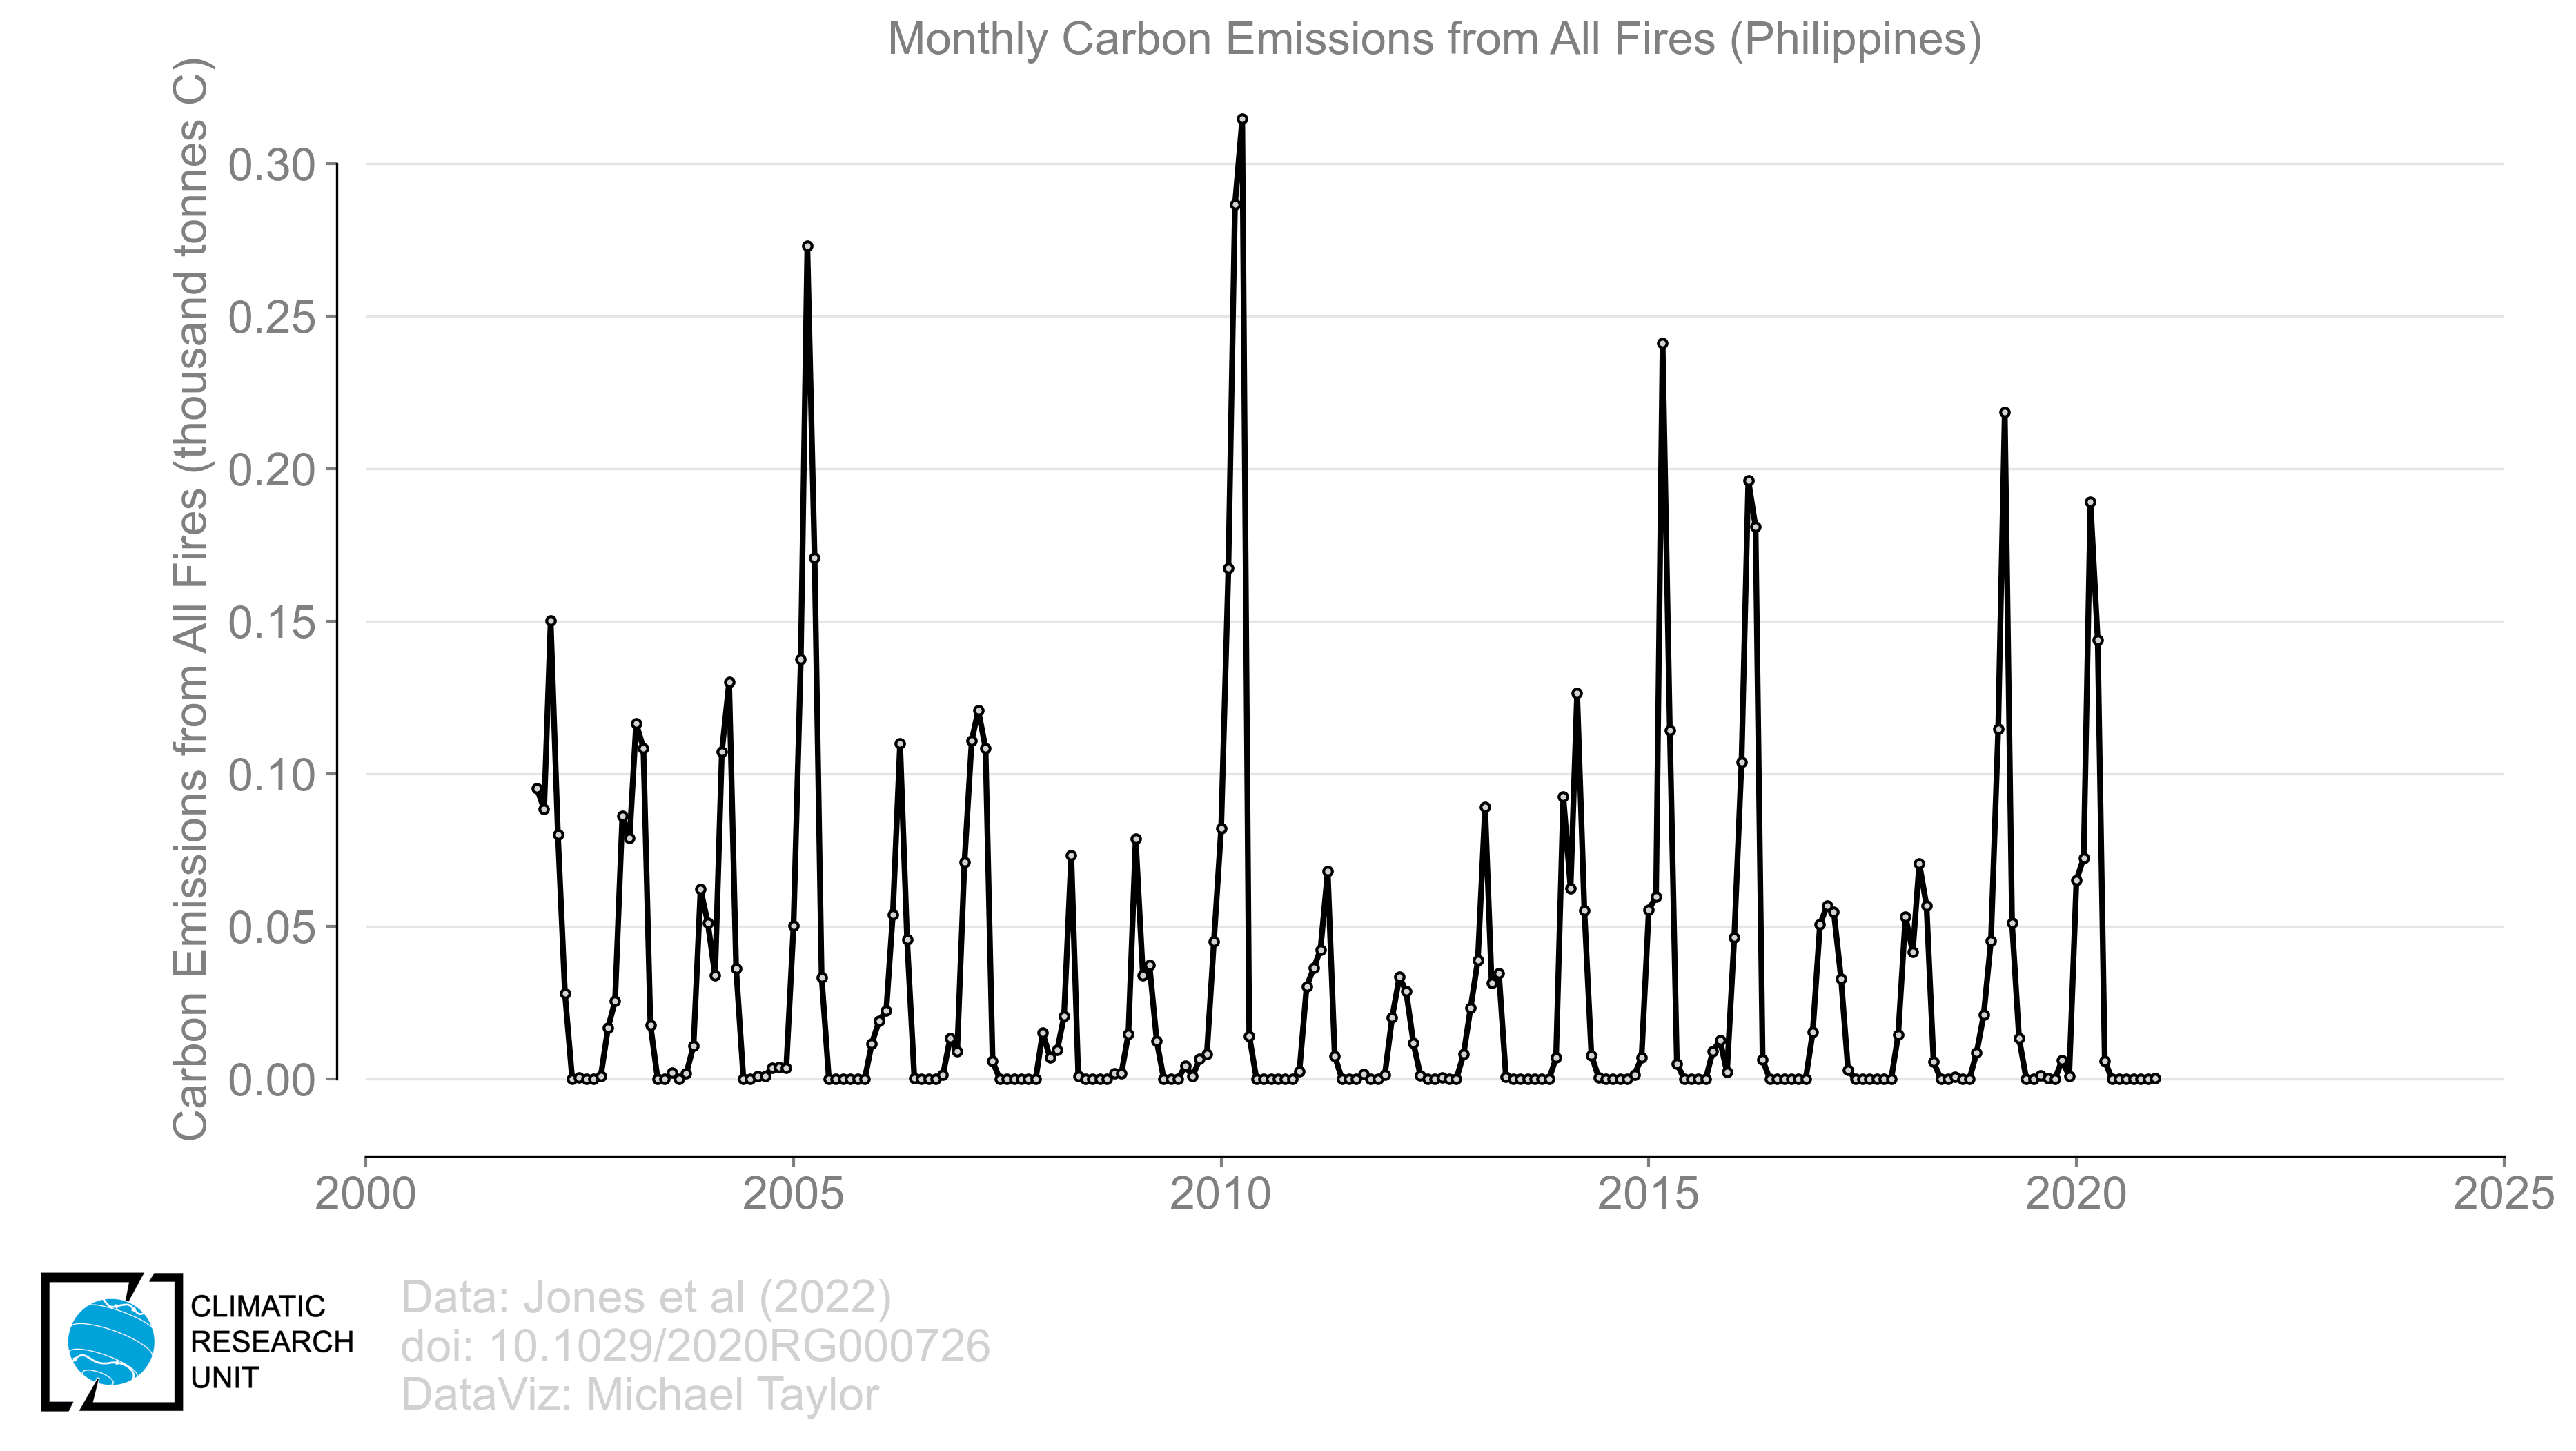 Monthly Carbon Emissions from All Fires (Philippines)
Carbon Emissions from All Fires (thousand tonnes C)
0.30
0.25
0.20
0.15
0.10
0.05
0.00
2000
2005
2010
2015
2020
2025
CLIMATIC
RESEARCH
UNIT
Data: Jones et al (2022)
doi: 10.1029/2020RG000726
DataViz: Michael Taylor